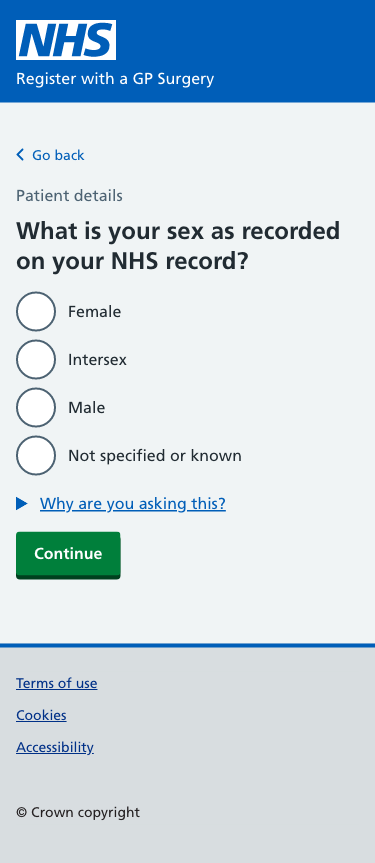 NHS
Register with a GP Surgery
Go back
Patient details
What is your sex as recorded
on your NHS record?
Female
Intersex
Male
Not specified or known
Why are you asking this?
Continue
Terms of use
Cookies
Accessibility
© Crown copyright